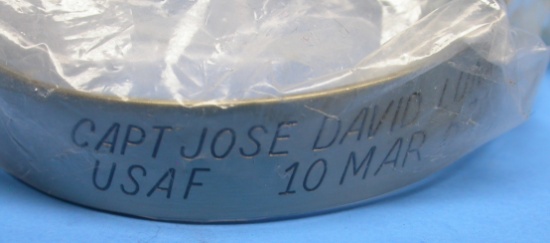 CAPT JOSE DAVID
USAF 10 MAR